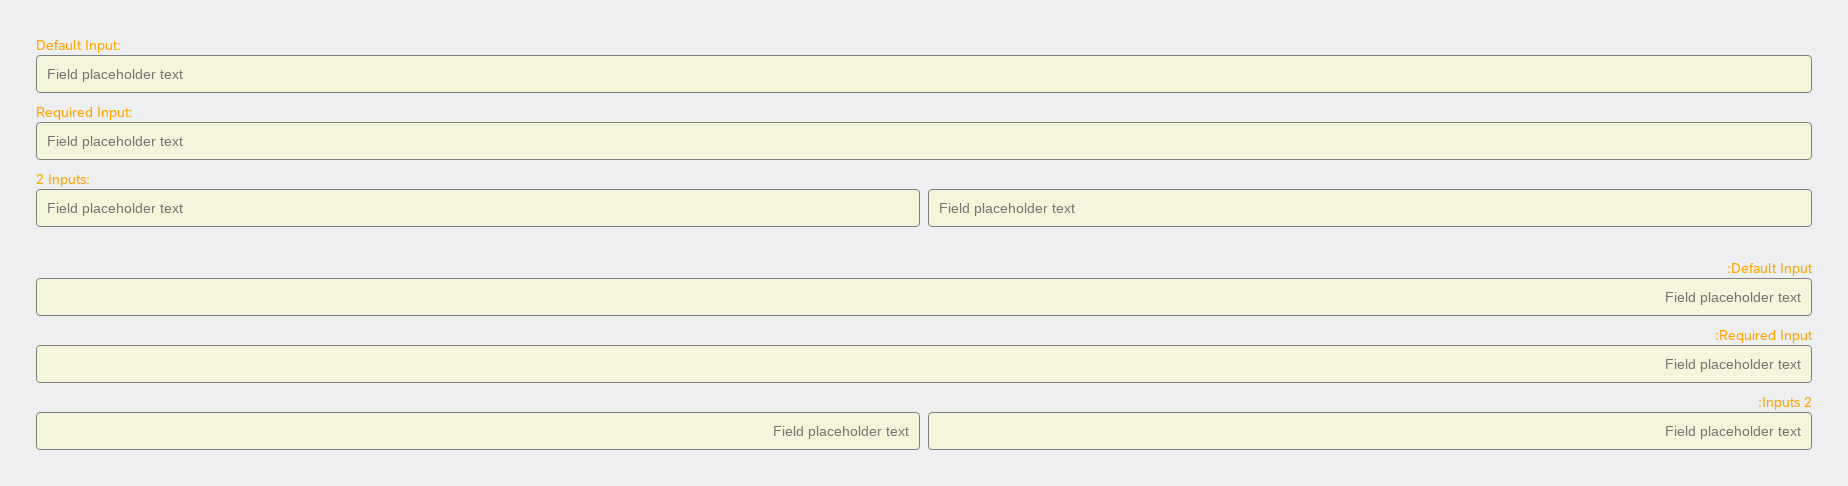 Default Input:
Field placeholder text
Required Input:
Field placeholder text
2 Inputs:
Field placeholder text Field placeholder text
:Default Input
Field placeholder text
:Required Input
Field placeholder text
:Inputs 2
Field placeholder text Field placeholder text